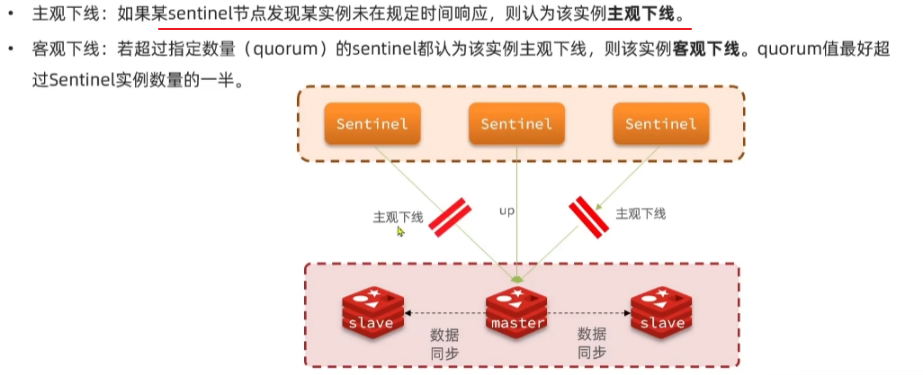 • 主观下线：如果某sentinel节点发现某实例未在规定时间响应，则认为该实例主观下线。
• 客观下线：若超过指定数量（quorum）的sentinel都认为该实例主观下线，则该实例客观下线。quorum值最好超
过Sentinel实例数量的一半。
Sentinel
Sentinel
Sentinel
主观下线
up
主观下线
slave
master
slave
数据
同步
数据
同步